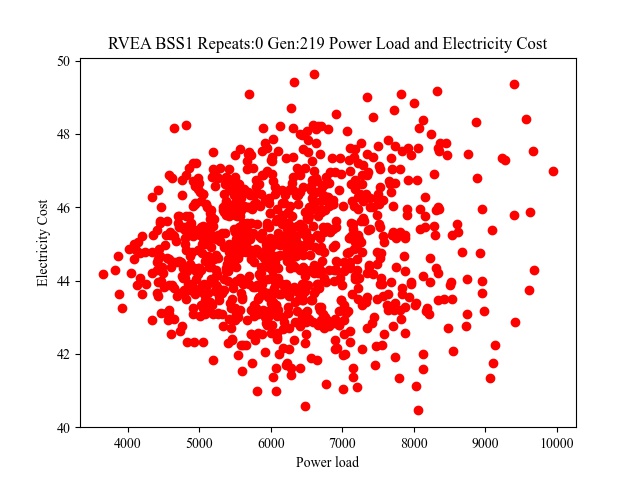 RVEA BSS1 Repeats:0 Gen:219 Power Load and Electricity Cost
50
48
46
44
42
40
Electricity Cost
4000 5000 6000 7000 8000 9000 10000
Power load